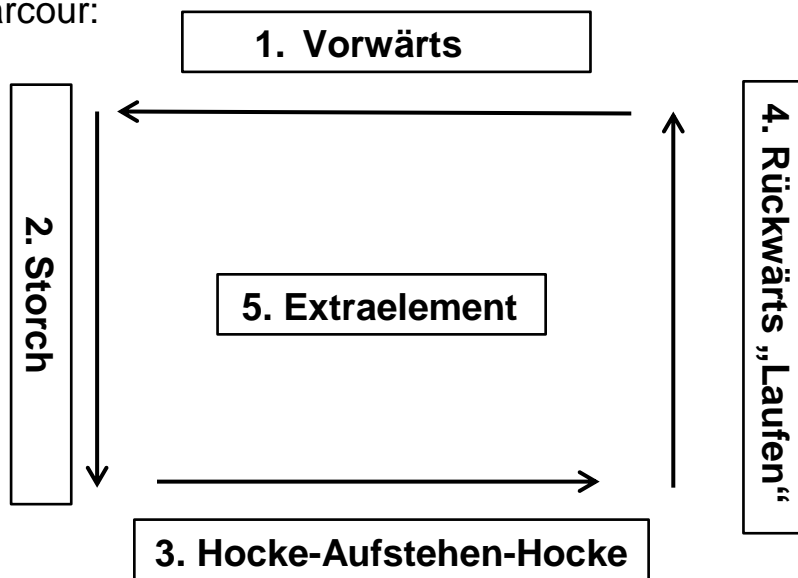 arcour:
1. Vorwärts
2. Storch
3. Hocke-Aufstehen-Hocke
4. Rückwärts „Laufen“
5. Extraelement